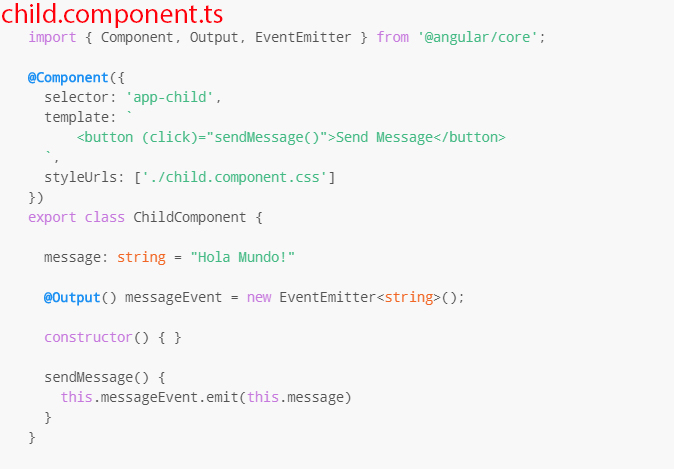 child.component.ts
import { Component, Output, EventEmitter } from '@angular/core';
@Component({
selector: 'app-child',
template: `
<button (click)="sendMessage()">Send Message</button>
`,
styleUrls: ['./child.component.css']
})
export class ChildComponent {
message: string = "Hola Mundo!"
@Output() messageEvent = new EventEmitter<string>();
constructor() { }
sendMessage() {
this.messageEvent.emit(this.message)
}
}